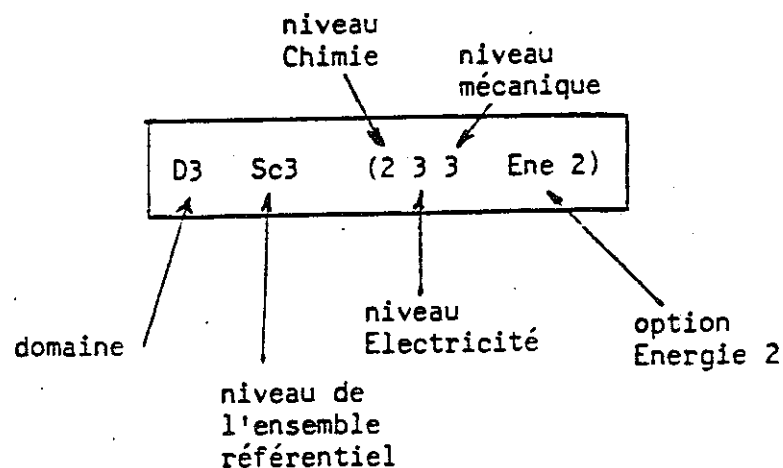 niveau
Chimie
niveau
mécanique
D3 Sc3 (2 3 3 Ene 2)
domaine
niveau de
l'ensemble
référentiel
niveau
Electricité
option
Energie 2